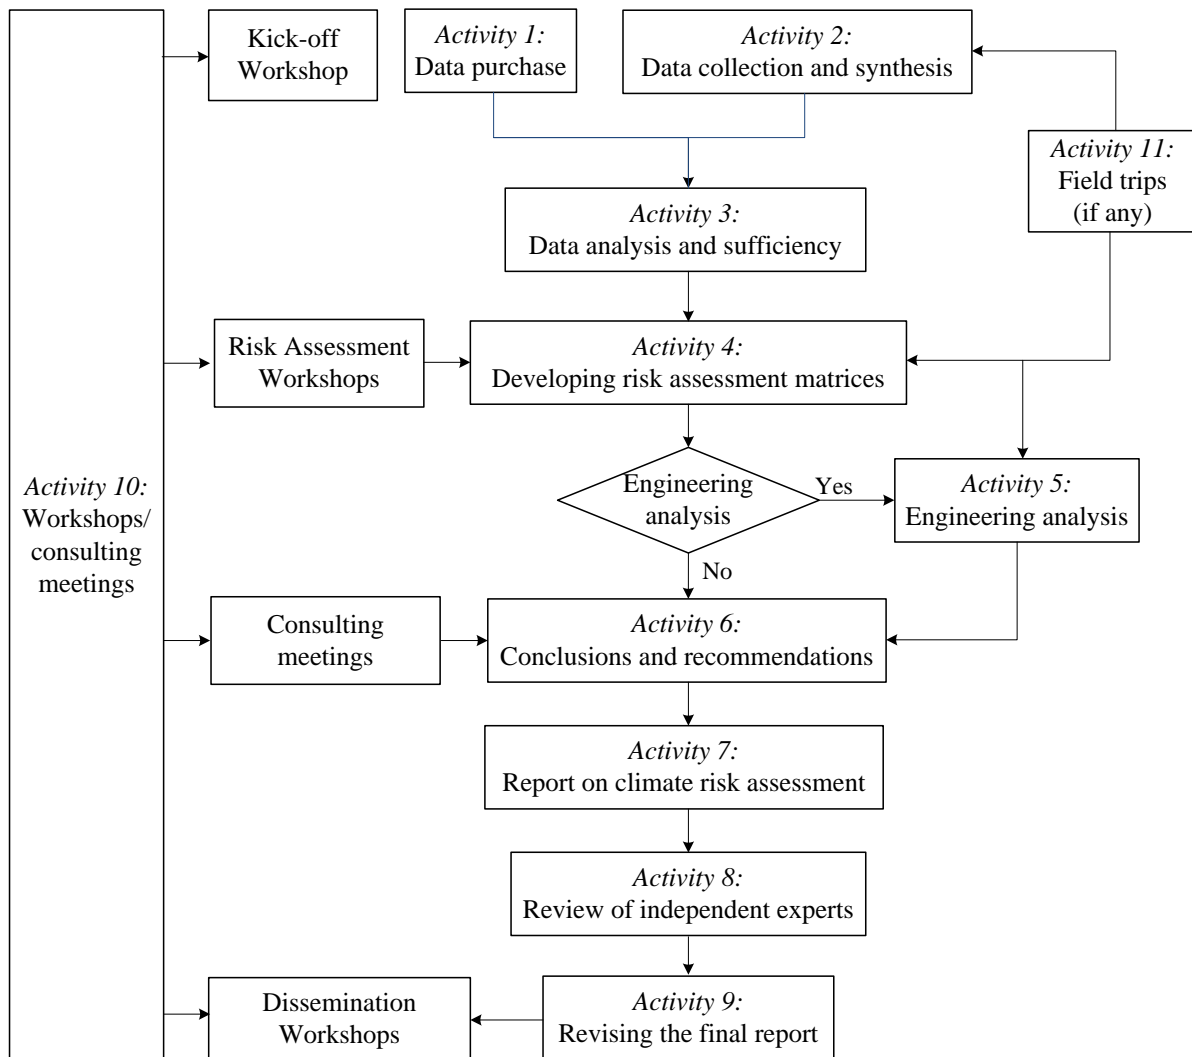 Kick-off
Workshop
Activity 1:
Data purchase
Activity 2:
Data collection and synthesis
Activity 11:
Field trips
(if any)
Activity 3:
Data analysis and sufficiency
Risk Assessment
Workshops
Activity 4:
Developing risk assessment matrices
Activity 10:
Workshops/
consulting
meetings
Engineering
analysis
Yes
Activity 5:
Engineering analysis
No
Consulting
meetings
Activity 6:
Conclusions and recommendations
Activity 7:
Report on climate risk assessment
Activity 8:
Review of independent experts
Dissemination
Workshops
Activity 9:
Revising the final report